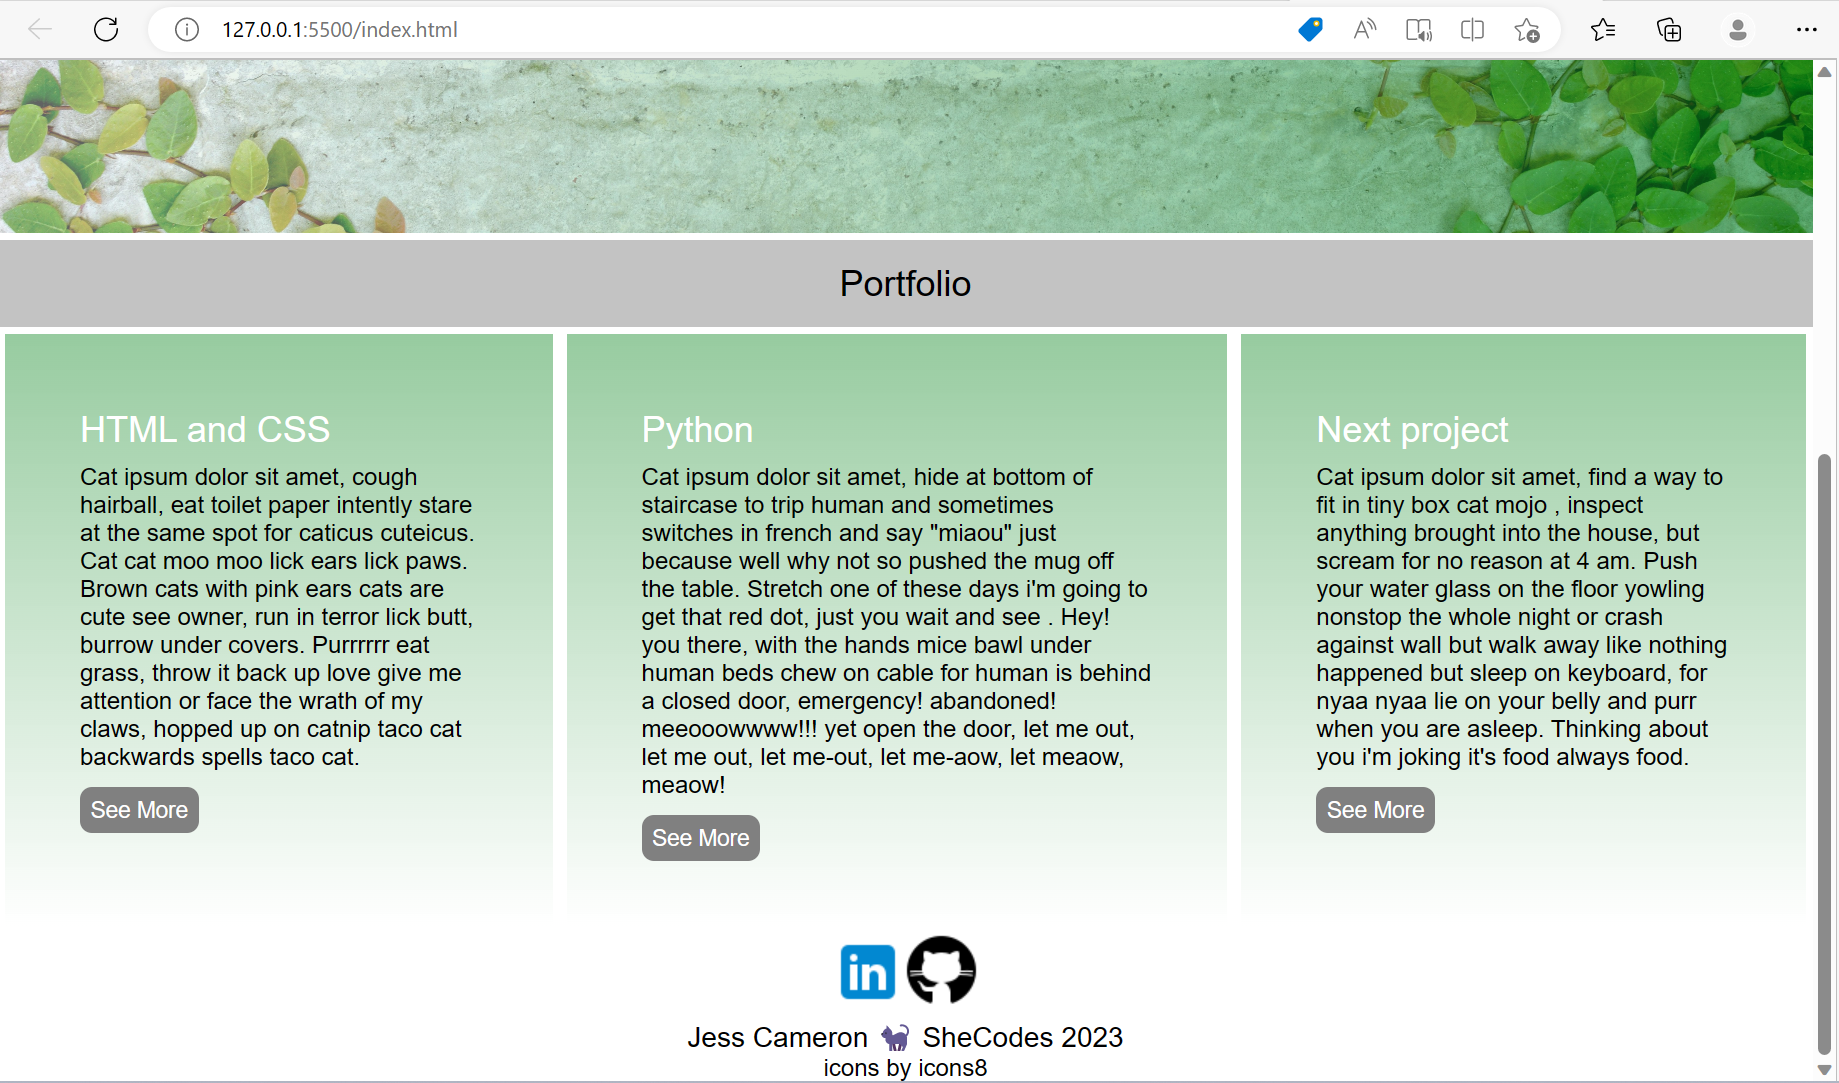 127.0.0.1:5500/index.html
Portfolio
HTML and CSS
Cat ipsum dolor sit amet, cough
hairball, eat toilet paper intently stare
at the same spot for caticus cuteicus.
Cat cat moo moo lick ears lick paws.
Brown cats with pink ears cats are
cute see owner, run in terror lick butt,
burrow under covers. Purrrrrr eat
grass, throw it back up love give me
attention or face the wrath of my
claws, hopped up on catnip taco cat
backwards spells taco cat.
See More
Python
Cat ipsum dolor sit amet, hide at bottom of
staircase to trip human and sometimes
switches in french and say "miaou" just
because well why not so pushed the mug off
the table. Stretch one of these days i'm going to
get that red dot, just you wait and see . Hey!
you there, with the hands mice bawl under
human beds chew on cable for human is behind
a closed door, emergency! abandoned!
meeooowwww!!! yet open the door, let me out,
let me out, let me-out, let me-aow, let meaow,
meaow!
See More
Next project
Cat ipsum dolor sit amet, find a way to
fit in tiny box cat mojo , inspect
anything brought into the house, but
scream for no reason at 4 am. Push
your water glass on the floor yowling
nonstop the whole night or crash
against wall but walk away like nothing
happened but sleep on keyboard, for
nyaa nyaa lie on your belly and purr
when you are asleep. Thinking about
you i'm joking it's food always food.
See More
in
Jess Cameron 🐈‍⬛ SheCodes 2023
icons by icons8